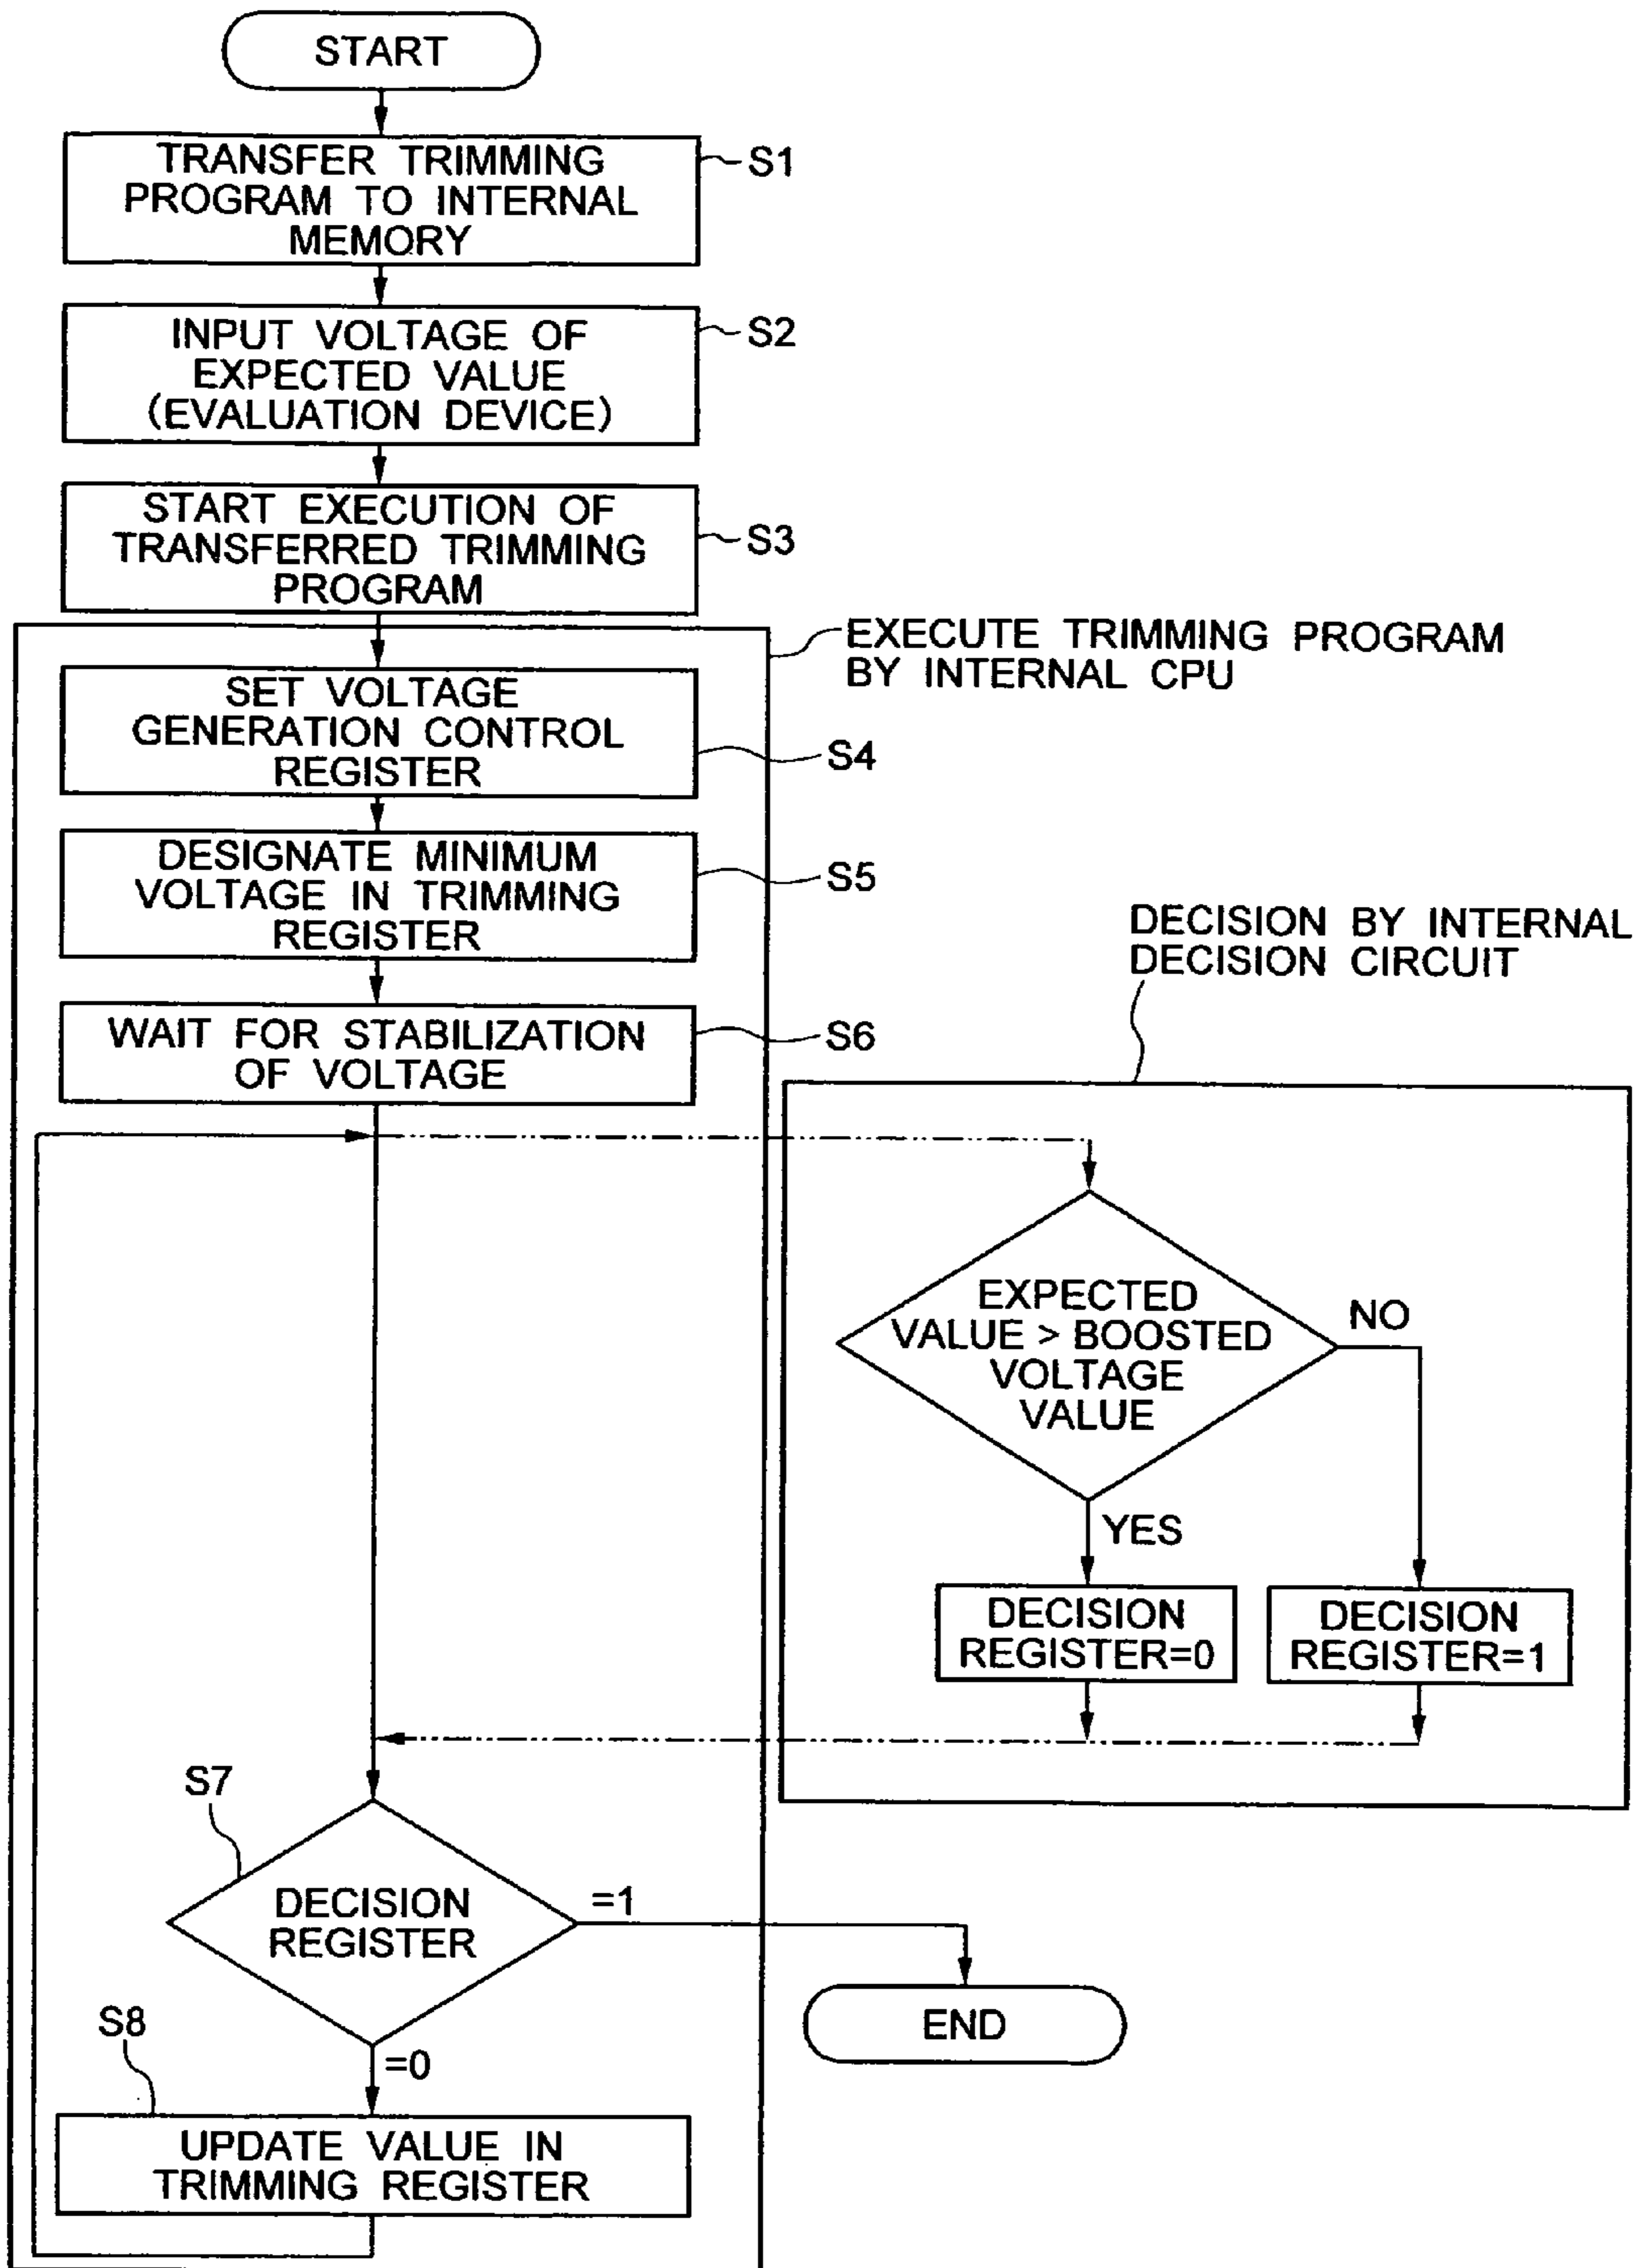 START
TRANSFER TRIMMING
PROGRAM TO INTERNAL
MEMORY
S1
INPUT VOLTAGE OF
EXPECTED VALUE
(EVALUATION DEVICE)
S2
START EXECUTION OF
TRANSFERRED TRIMMING
PROGRAM
S3
EXECUTE TRIMMING PROGRAM
BY INTERNAL CPU
SET VOLTAGE
GENERATION CONTROL
REGISTER
S4
DESIGNATE MINIMUM
VOLTAGE IN TRIMMING
REGISTER
S5
DECISION BY INTERNAL
DECISION CIRCUIT
WAIT FOR STABILIZATION
OF VOLTAGE
S6
EXPECTED
VALUE > BOOSTED
VOLTAGE
VALUE
NO
YES
DECISION
REGISTER=0
DECISION
REGISTER=1
S7
DECISION
REGISTER
=1
END
=0
S8
UPDATE VALUE IN
TRIMMING REGISTER